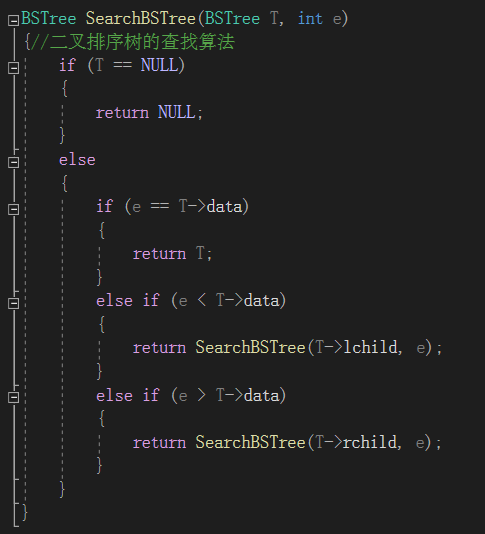 BSTree SearchBSTree(BSTree T, int e)
{//二叉排序树的查找算法
    if (T == NULL)
    {
        return NULL;
    }
    else
    {
        if (e == T->data)
        {
            return T;
        }
        else if (e < T->data)
        {
            return SearchBSTree(T->lchild, e);
        }
        else if (e > T->data)
        {
            return SearchBSTree(T->rchild, e);
        }
    }
}